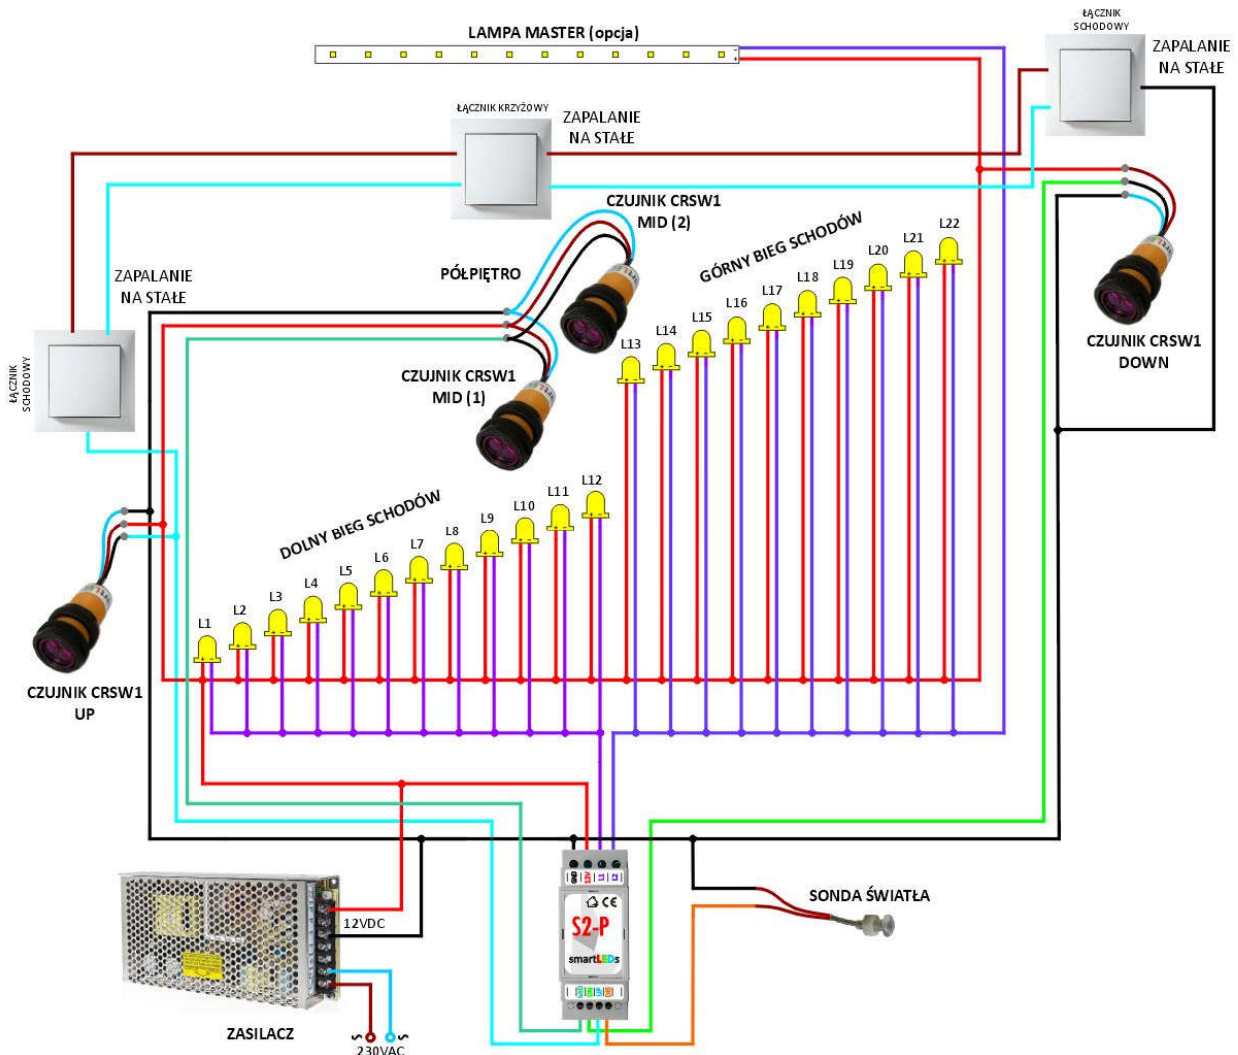 LAMPA MASTER (opcja)
ŁĄCZNIK
SCHODOWY
ZAPALANIE
NA STAŁE
ŁĄCZNIK KRZYŻOWY
ZAPALANIE
NA STAŁE
CZUJNIK CRSW1
MID (2)
GÓRNY BIEG SCHODÓW
PÓŁPIĘTRO
ZAPALANIE
NA STAŁE
ŁĄCZNIK
SCHODOWY
CZUJNIK CRSW1
MID (1)
CZUJNIK CRSW1
DOWN
L13
L14
L15
L16
L17
L18
L19
L20
L21
L22
DOLNY BIEG SCHODÓW
L1
L2
L3
L4
L5
L6
L7
L8
L9
L10
L11
L12
CZUJNIK CRSW1
UP
12VDC
ZASILACZ
~ ~
230VAC
CE
S2-P
smartLEDs
SONDA ŚWIATŁA